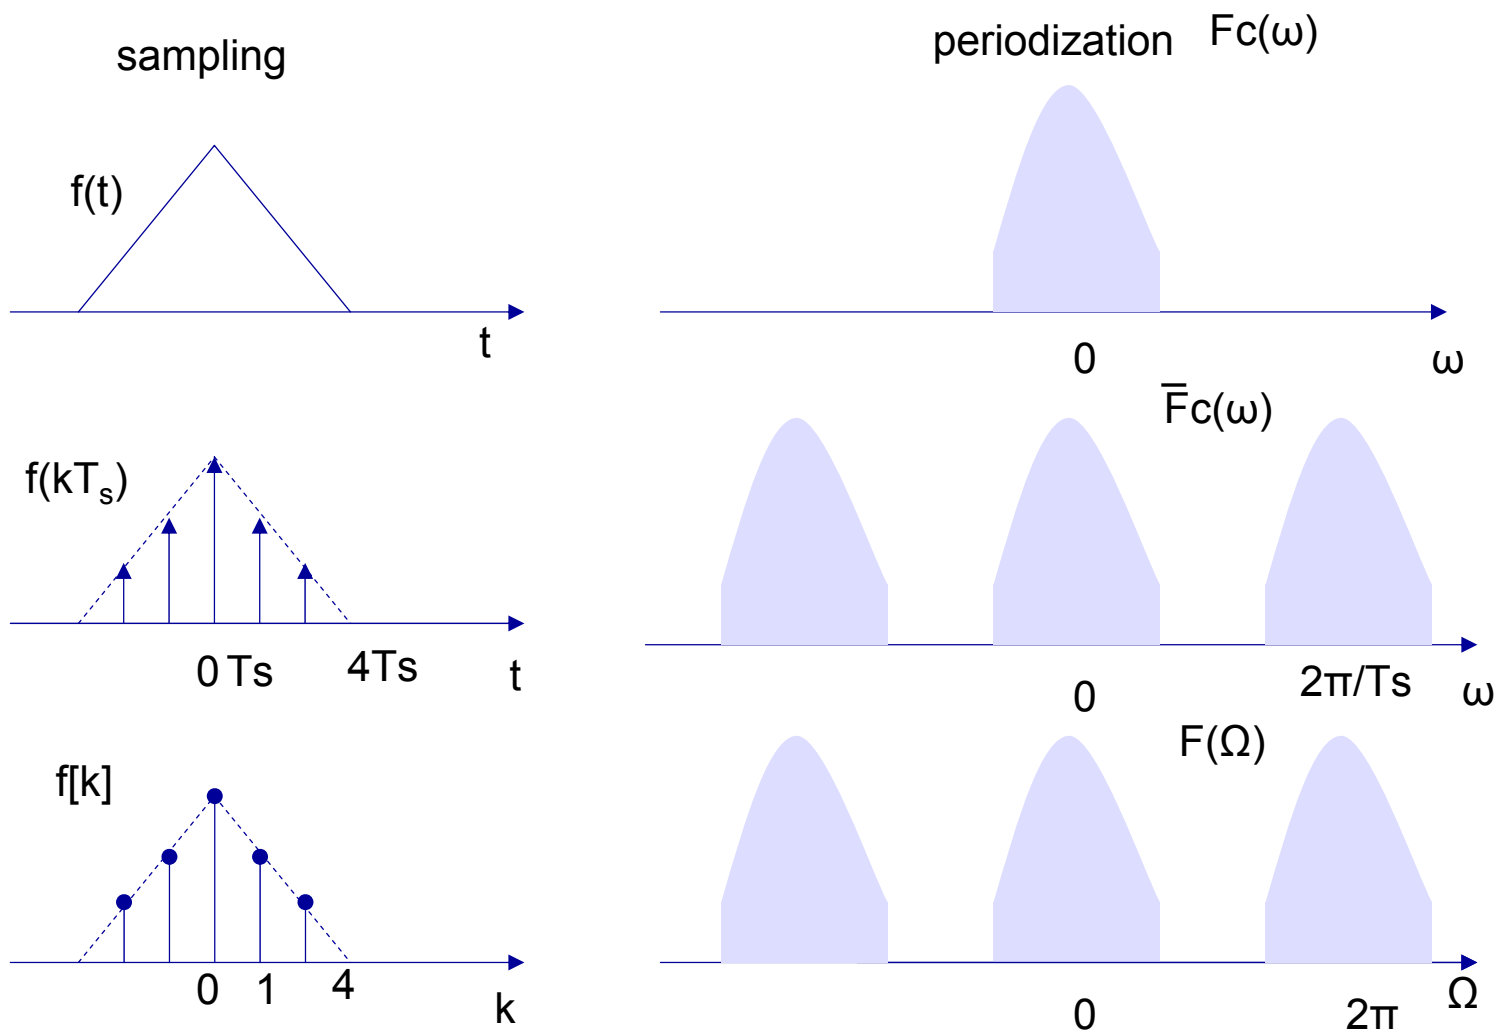 sampling
periodization Fc(ω)
f(t)
t
0
ω
F̅c(ω)
f(kTₛ)
0 Ts 4Ts t
0 2π/Ts ω
F(Ω)
f[k]
0 1 4 k
0 2π Ω